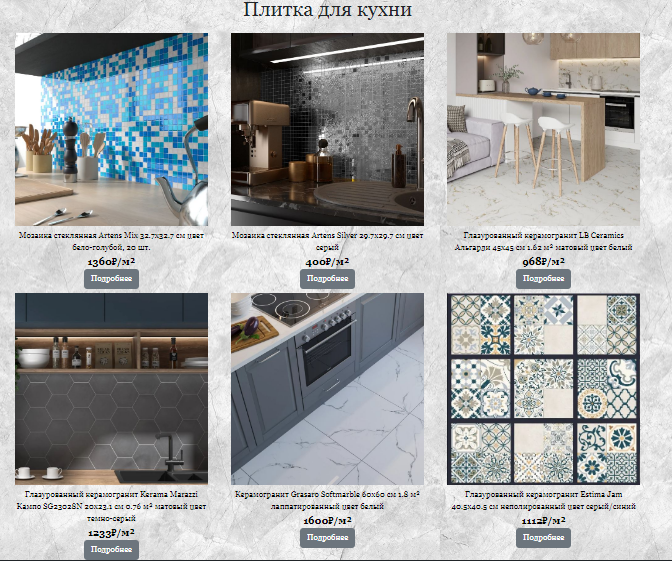 Плитка для кухни
Мозаика стеклянная Artens Mix 32.7x32.7 см цвет
бело-голубой, 20 шт.
1360₽/м²
Подробнее
Мозаика стеклянная Artens Silver 29.7x29.7 см цвет
серый
400₽/м²
Подробнее
Глазурованный керамогранит LB Ceramics
Альгарди 45x45 см 1.62 м² матовый цвет белый
968₽/м²
Подробнее
Глазурованный керамогранит Kerama Marazzi
Кампо SG23028N 20x23.1 см 0.76 м² матовый цвет
темно-серый
1233₽/м²
Подробнее
Керамогранит Grasaro Softmarble 60x60 см 1.8 м²
лаппатированный цвет белый
1600₽/м²
Подробнее
Глазурованный керамогранит Estima Jam
40.5x40.5 см неполированный цвет серый/синий
1112₽/м²
Подробнее